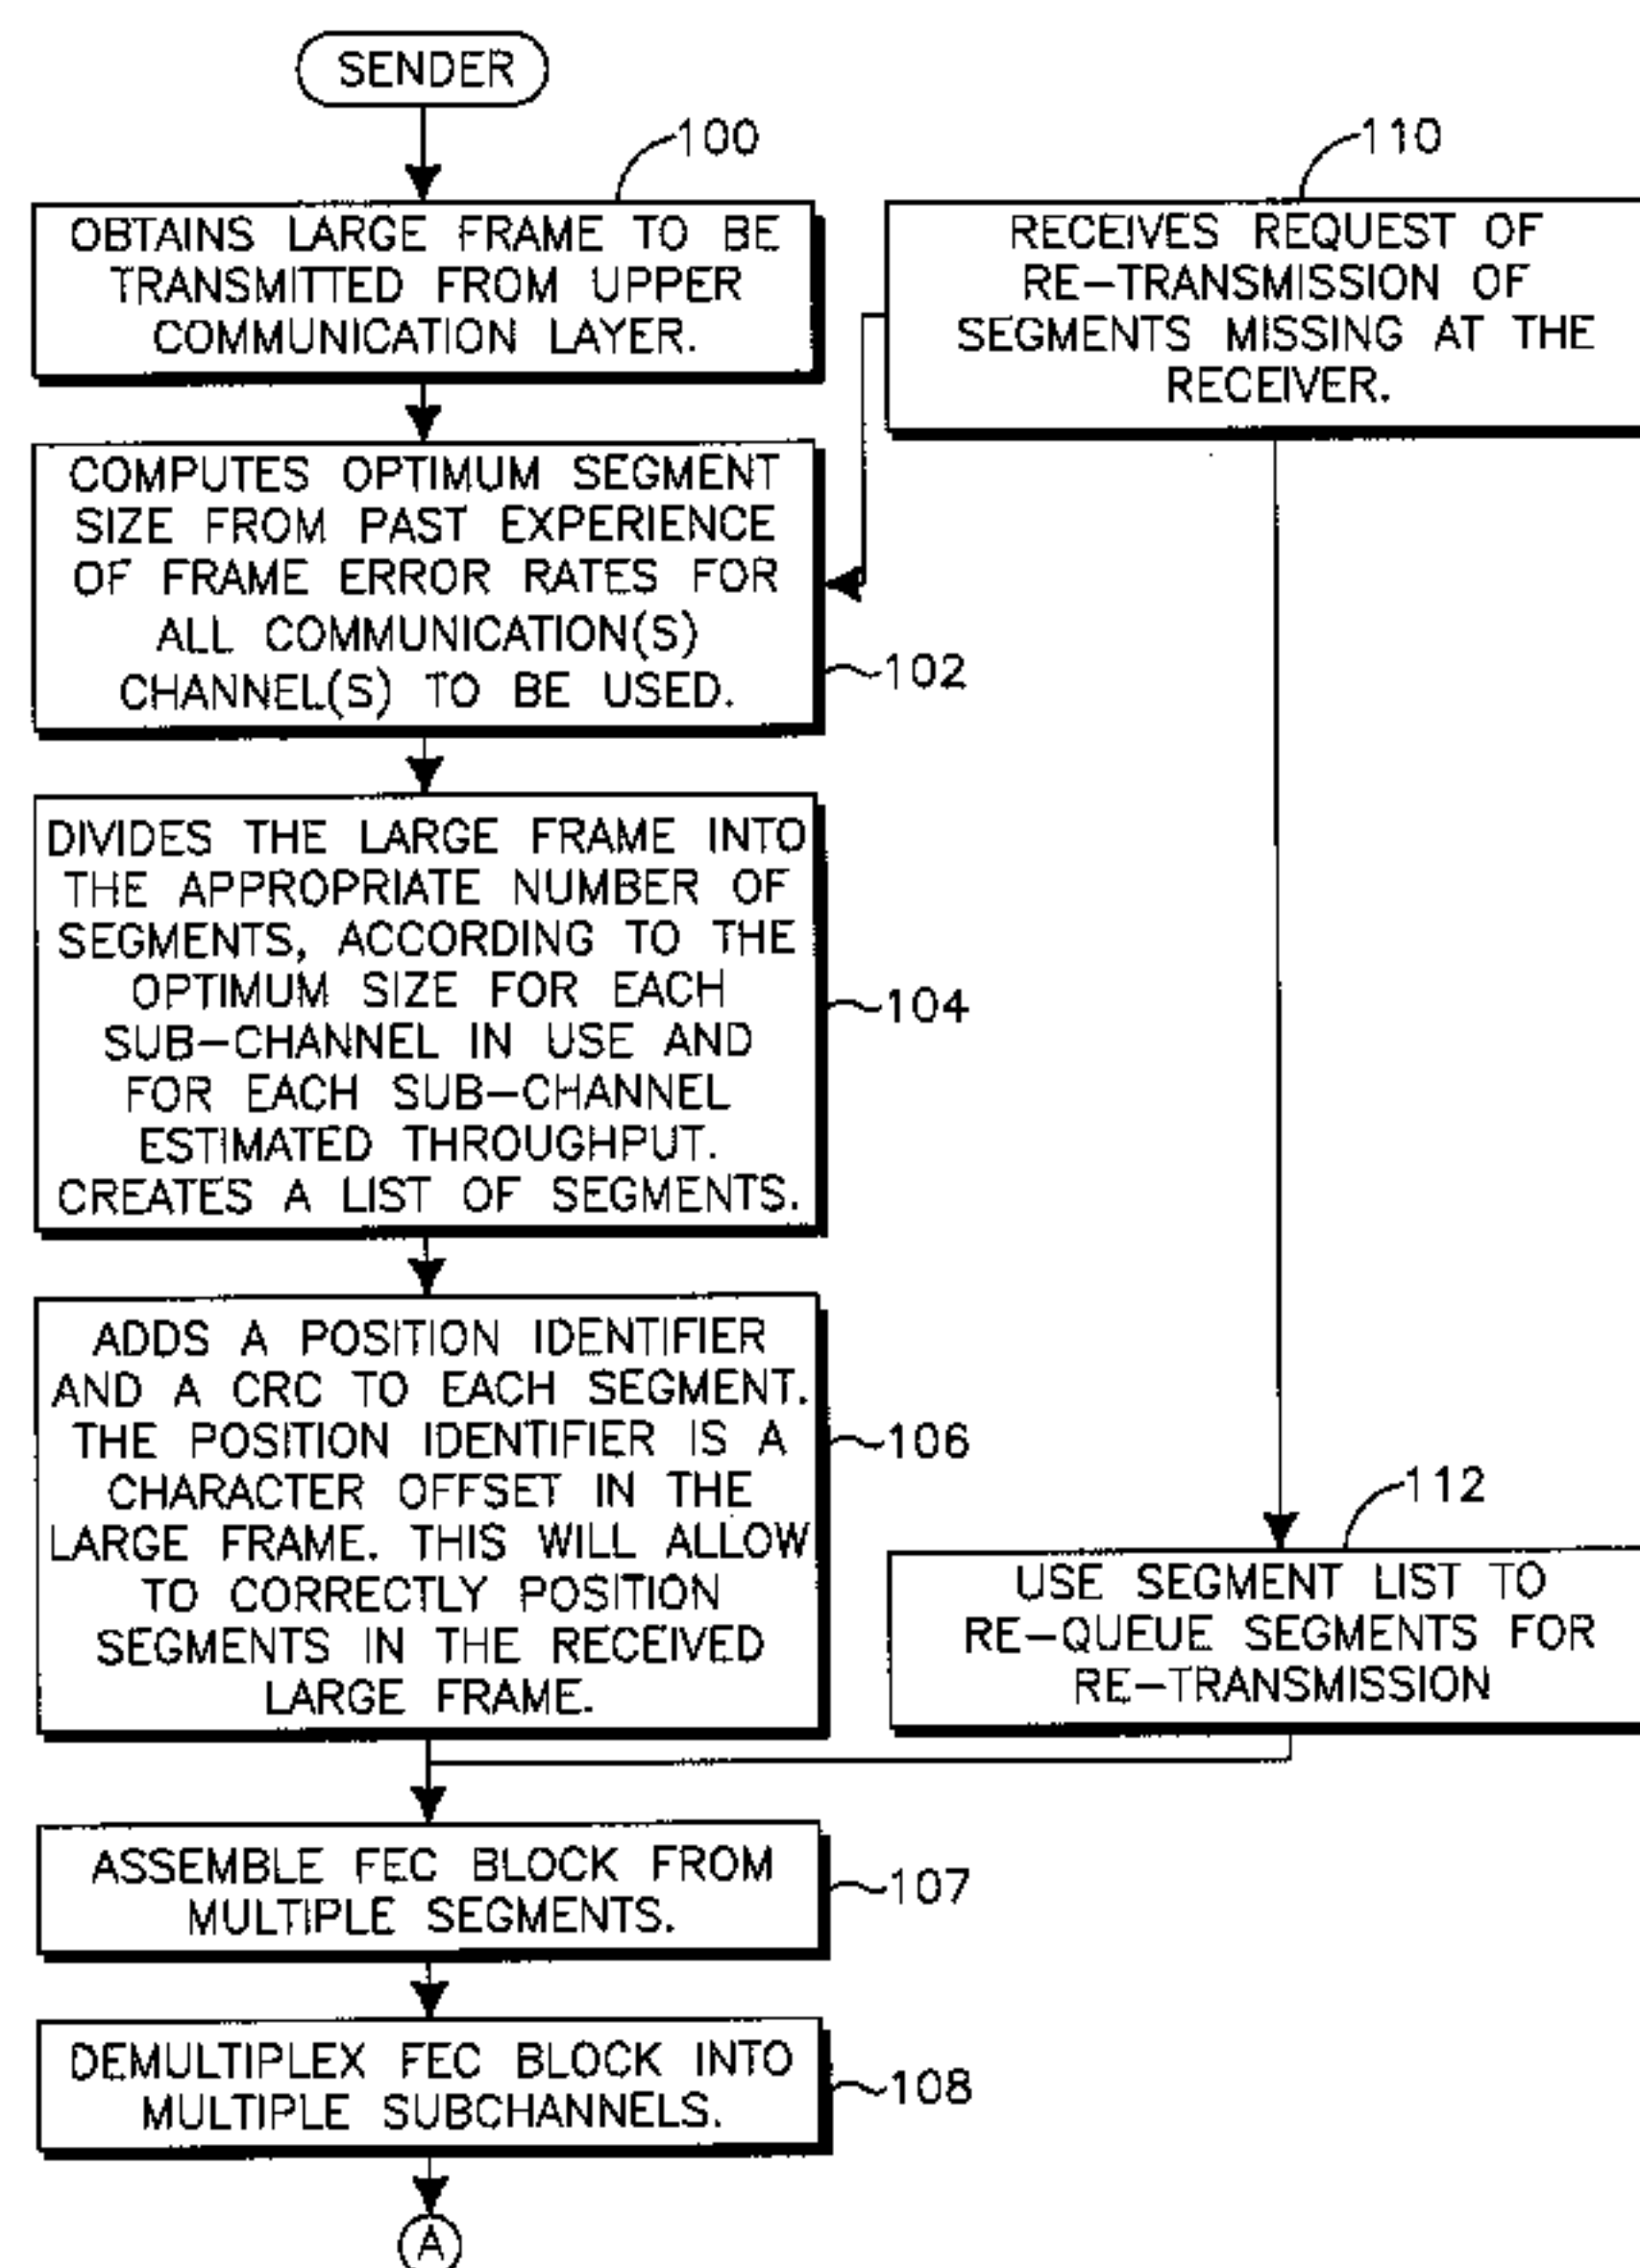 SENDER
100
OBTAINS LARGE FRAME TO BE
TRANSMITTED FROM UPPER
COMMUNICATION LAYER.
110
RECEIVES REQUEST OF
RE-TRANSMISSION OF
SEGMENTS MISSING AT THE
RECEIVER.
COMPUTES OPTIMUM SEGMENT
SIZE FROM PAST EXPERIENCE
OF FRAME ERROR RATES FOR
ALL COMMUNICATION(S)
CHANNEL(S) TO BE USED.
102
DIVIDES THE LARGE FRAME INTO
THE APPROPRIATE NUMBER OF
SEGMENTS, ACCORDING TO THE
OPTIMUM SIZE FOR EACH
SUB-CHANNEL IN USE AND
FOR EACH SUB-CHANNEL
ESTIMATED THROUGHPUT.
CREATES A LIST OF SEGMENTS.
104
ADDS A POSITION IDENTIFIER
AND A CRC TO EACH SEGMENT.
THE POSITION IDENTIFIER IS A
CHARACTER OFFSET IN THE
LARGE FRAME. THIS WILL ALLOW
TO CORRECTLY POSITION
SEGMENTS IN THE RECEIVED
LARGE FRAME.
106
112
USE SEGMENT LIST TO
RE-QUEUE SEGMENTS FOR
RE-TRANSMISSION
ASSEMBLE FEC BLOCK FROM
MULTIPLE SEGMENTS.
107
DEMULTIPLEX FEC BLOCK INTO
MULTIPLE SUBCHANNELS.
108
A